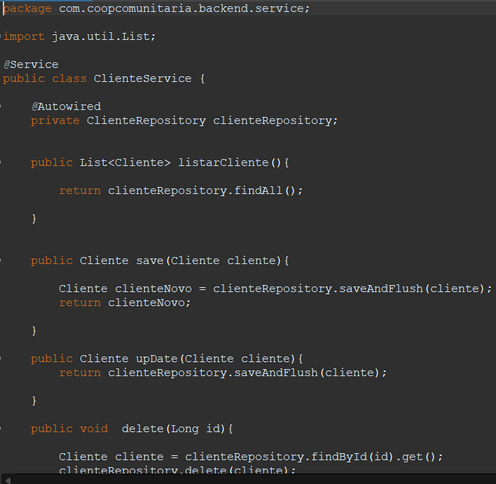 package com.coopcomunitaria.backend.service;
import java.util.List;
@Service
public class ClienteService {
@Autowired
private ClienteRepository clienteRepository;
public List<Cliente> listarCliente(){
return clienteRepository.findAll();
}
public Cliente save(Cliente cliente){
Cliente clienteNovo = clienteRepository.saveAndFlush(cliente);
return clienteNovo;
}
public Cliente upDate(Cliente cliente){
return clienteRepository.saveAndFlush(cliente);
}
public void  delete(Long id){
Cliente cliente = clienteRepository.findById(id).get();
clienteRepository.delete(cliente);